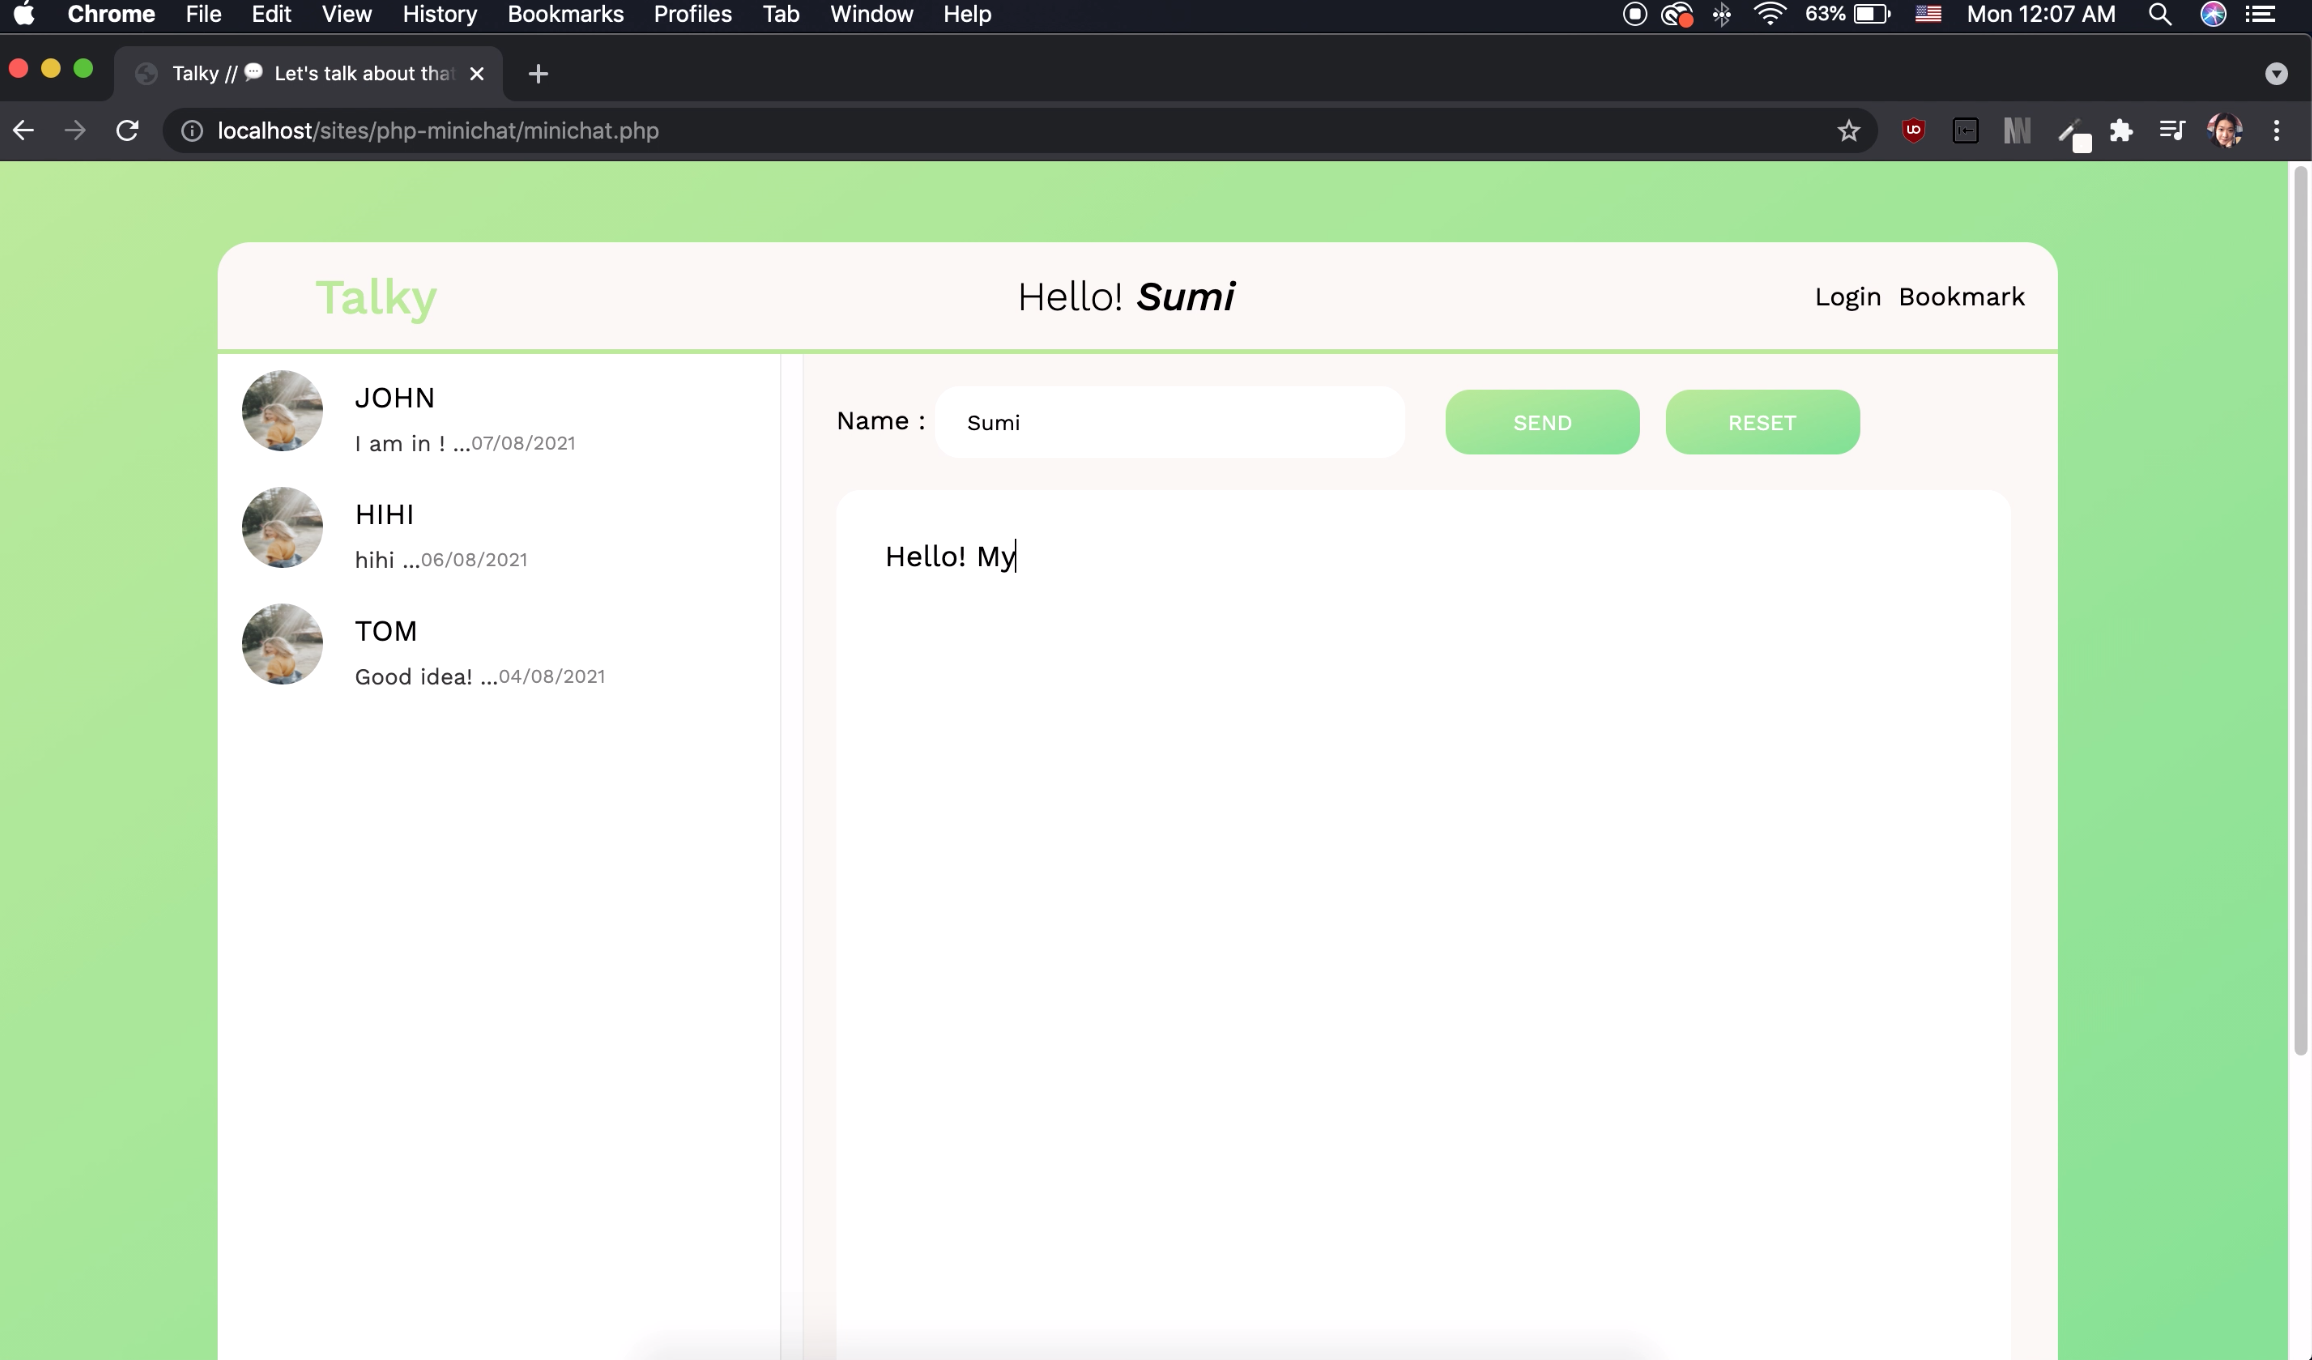 Chrome File Edit View History Bookmarks Profiles Tab Window Help 63% Mon 12:07 AM
Talky // 💬 Let's talk about that
localhost/sites/php-minichat/minichat.php
Talky Hello! Sumi Login Bookmark
JOHN
I am in ! ...07/08/2021
HIHI
hihi ...06/08/2021
TOM
Good idea! ...04/08/2021
Name : Sumi SEND RESET
Hello! My